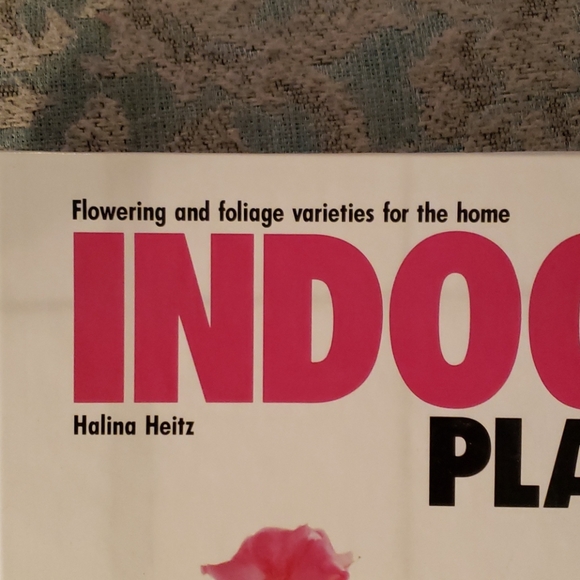 Flowering and foliage varieties for the home
INDOO
Halina Heitz
PLA